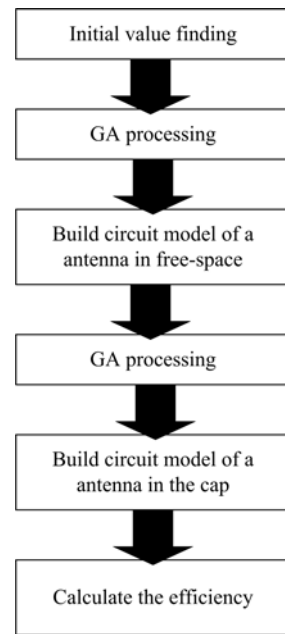 Initial value finding
GA processing
Build circuit model of a
antenna in free-space
GA processing
Build circuit model of a
antenna in the cap
Calculate the efficiency